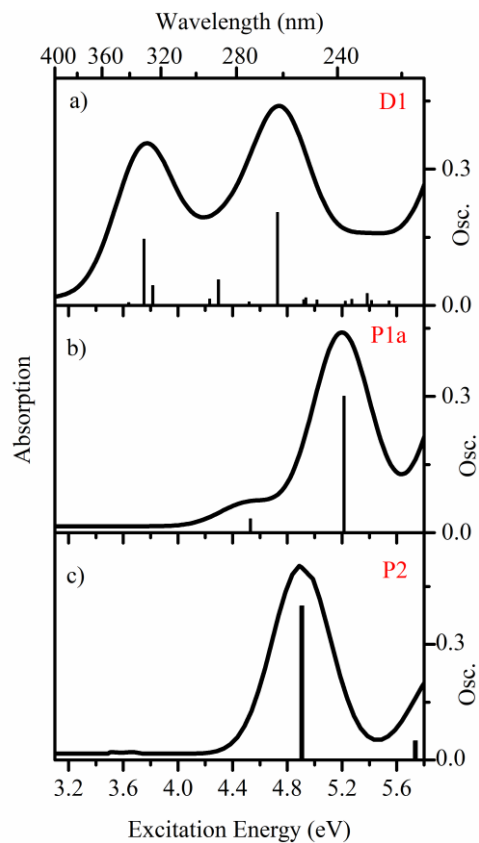 Wavelength (nm)
400 360 320 280 240
a) D1
0.3
Osc.
0.0
b) P1a
0.3
Osc.
0.0
Absorption
c) P2
0.3
Osc.
0.0
3.2 3.6 4.0 4.4 4.8 5.2 5.6
Excitation Energy (eV)